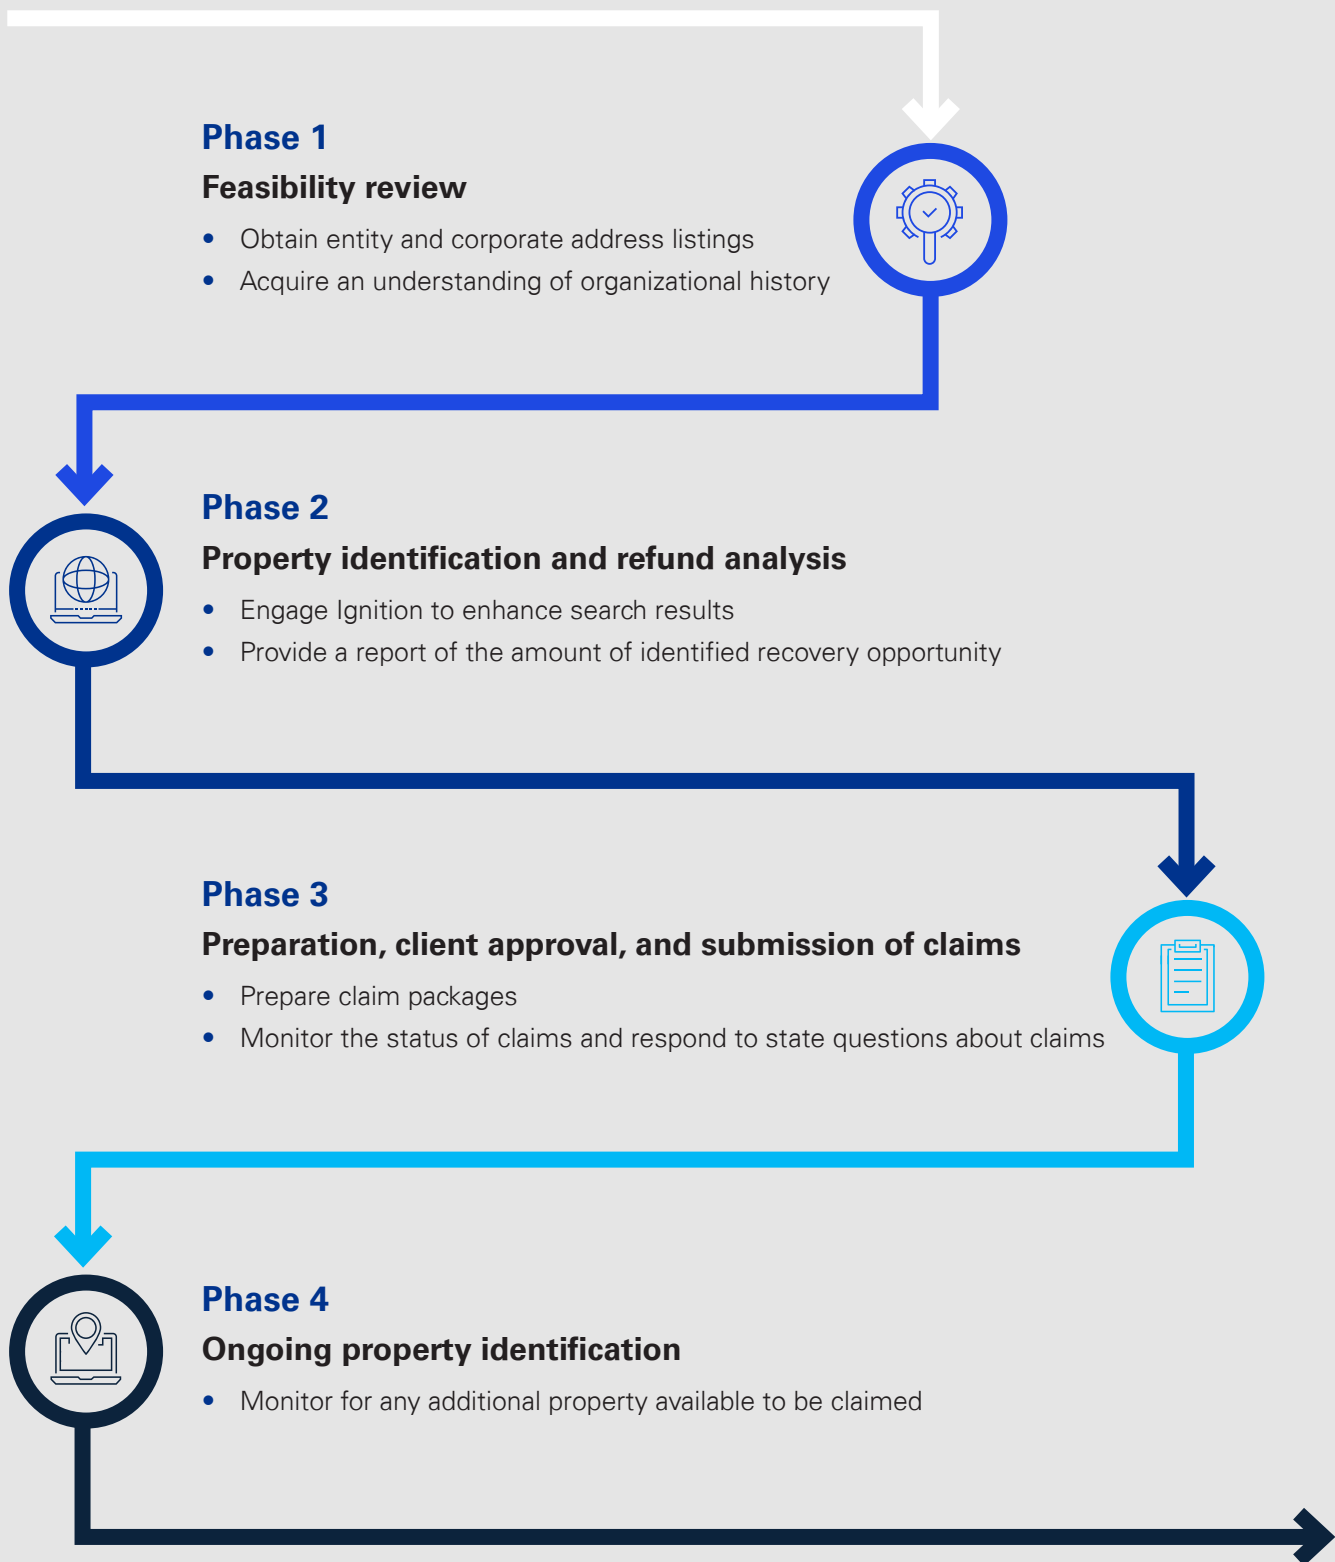 Phase 1
Feasibility review
• Obtain entity and corporate address listings
• Acquire an understanding of organizational history
Phase 2
Property identification and refund analysis
• Engage Ignition to enhance search results
• Provide a report of the amount of identified recovery opportunity
Phase 3
Preparation, client approval, and submission of claims
• Prepare claim packages
• Monitor the status of claims and respond to state questions about claims
Phase 4
Ongoing property identification
• Monitor for any additional property available to be claimed